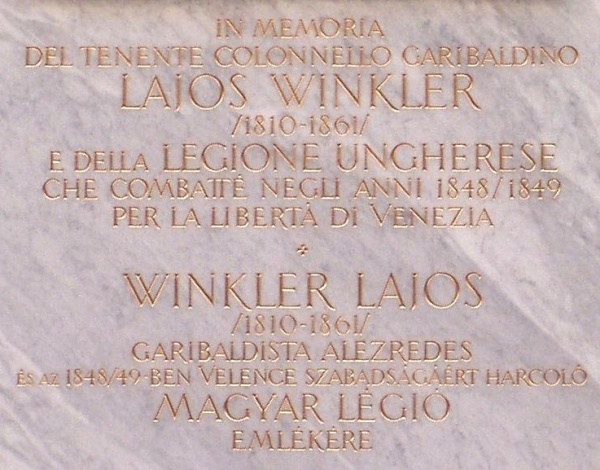 IN MEMORIA
DEL TENENTE COLONNELLO GARIBALDINO
LAJOS WINKLER
/1810-1861/
E DELLA LEGIONE UNGHERESE
CHE COMBATTÉ NEGLI ANNI 1848/1849
PER LA LIBERTÀ DI VENEZIA
WINKLER LAJOS
/1810-1861/
GARIBALDISTA ALEZREDES
ÉS AZ 1848/49-BEN VELENCE SZABADSÁGÁÉRT HARCOLÓ
MAGYAR LÉGIÓ
EMLÉKÉRE